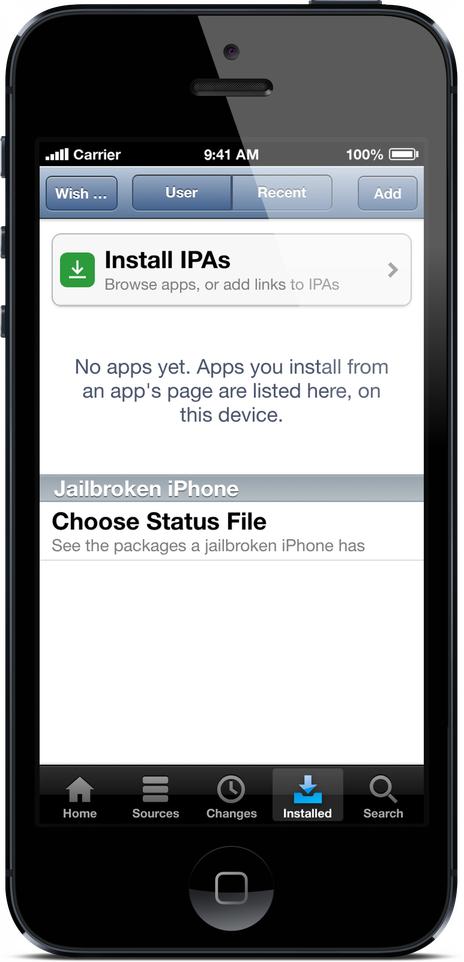 Carrier 9:41 AM 100%
Wish ... User Recent Add
Install IPAs
Browse apps, or add links to IPAs
No apps yet. Apps you install from
an app's page are listed here, on
this device.
Jailbroken iPhone
Choose Status File
See the packages a jailbroken iPhone has
Home Sources Changes Installed Search